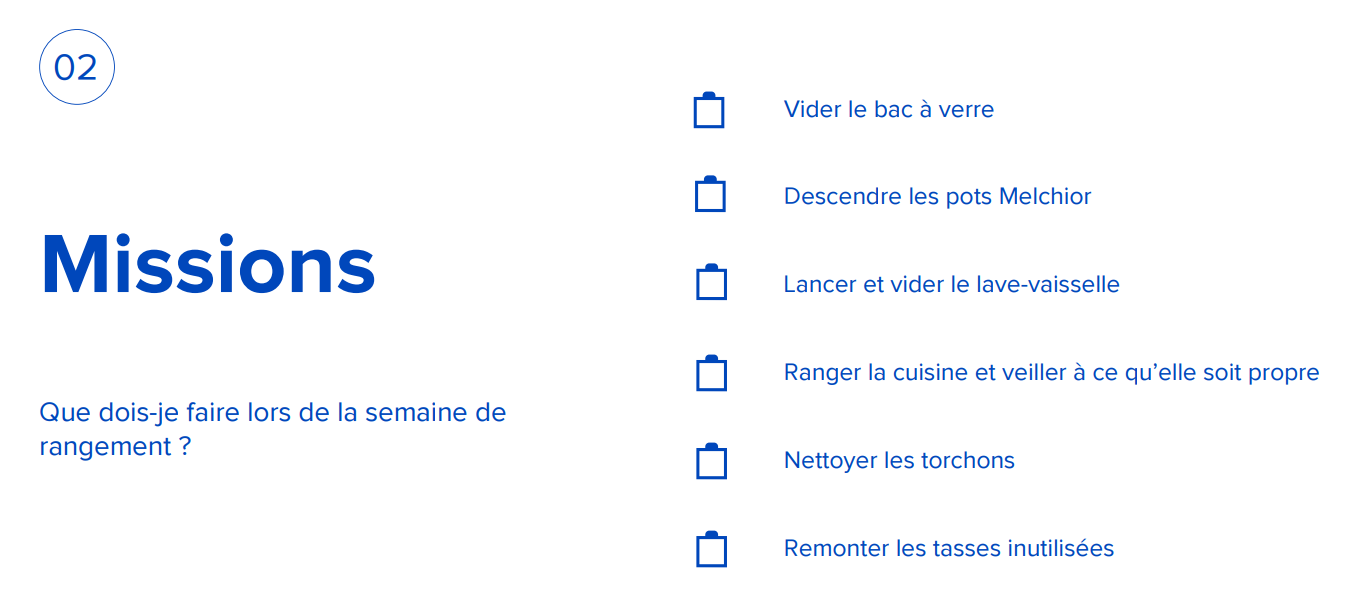 02
Missions
Que dois-je faire lors de la semaine de
rangement ?
Vider le bac à verre
Descendre les pots Melchior
Lancer et vider le lave-vaisselle
Ranger la cuisine et veiller à ce qu’elle soit propre
Nettoyer les torchons
Remonter les tasses inutilisées